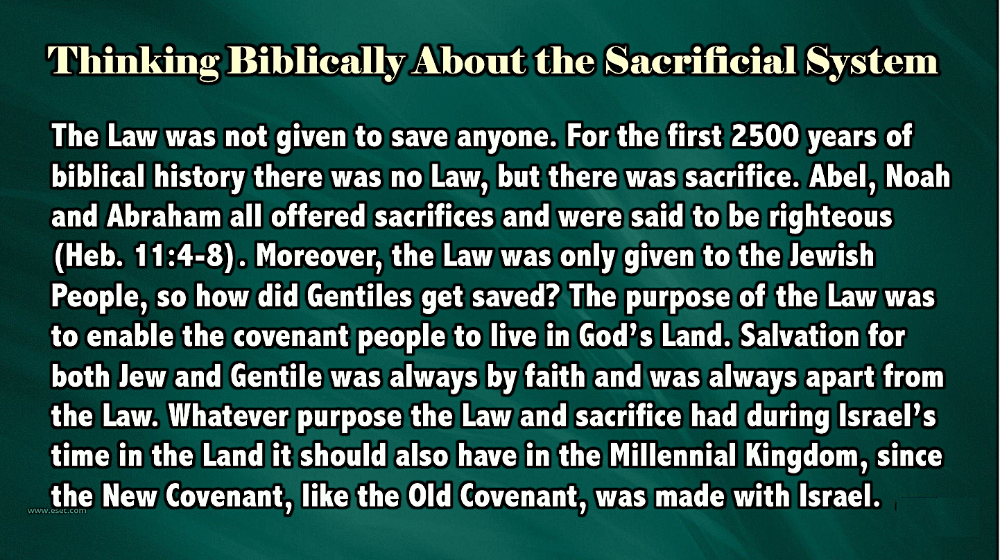 Thinking Biblically About the Sacrificial System
The Law was not given to save anyone. For the first 2500 years of
biblical history there was no Law, but there was sacrifice. Abel, Noah
and Abraham all offered sacrifices and were said to be righteous
(Heb. 11:4-8). Moreover, the Law was only given to the Jewish
People, so how did Gentiles get saved? The purpose of the Law was
to enable the covenant people to live in God’s Land. Salvation for
both Jew and Gentile was always by faith and was always apart from
the Law. Whatever purpose the Law and sacrifice had during Israel’s
time in the Land it should also have in the Millennial Kingdom, since
the New Covenant, like the Old Covenant, was made with Israel.
www.eset.com